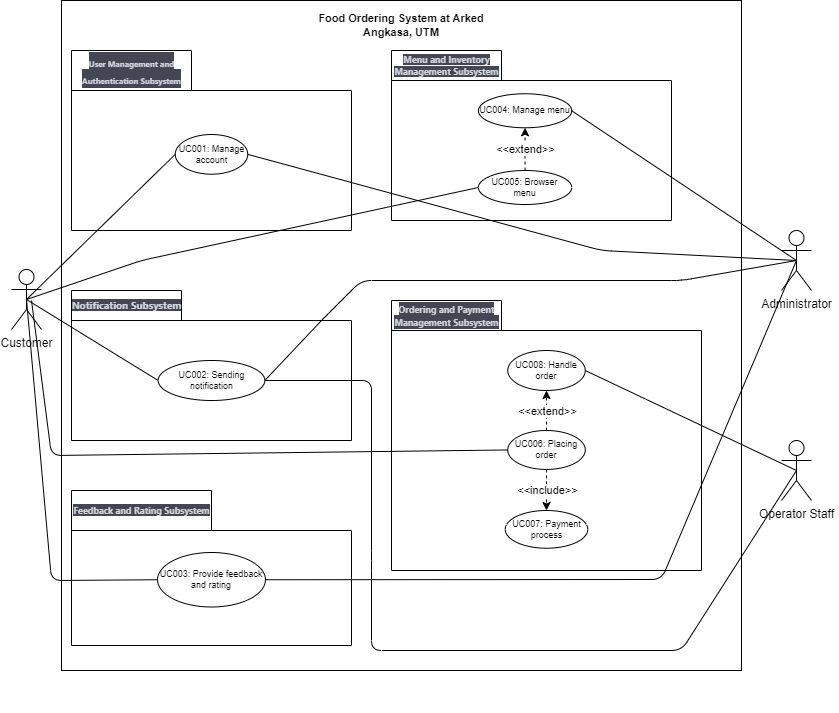 Food Ordering System at Arked
Angkasa, UTM
User Management and
Authentication Subsystem
UC001: Manage
account
Menu and Inventory
Management Subsystem
UC004: Manage menu
<<extend>>
UC005: Browser
menu
Customer
Administrator
Notification Subsystem
UC002: Sending
notification
Ordering and Payment
Management Subsystem
UC008: Handle
order
<<extend>>
UC006: Placing
order
<<include>>
UC007: Payment
process
Operator Staff
Feedback and Rating Subsystem
UC003: Provide feedback
and rating